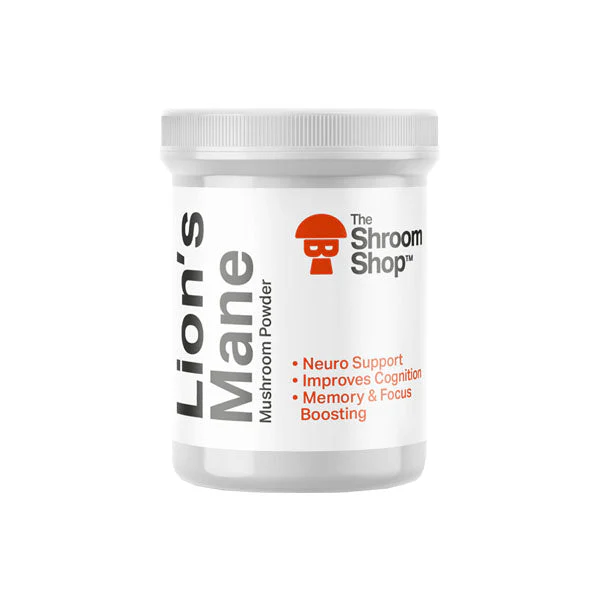 Lion's
Mane
Mushroom Powder
The
Shroom
Shop™
• Neuro Support
• Improves Cognition
• Memory & Focus
Boosting